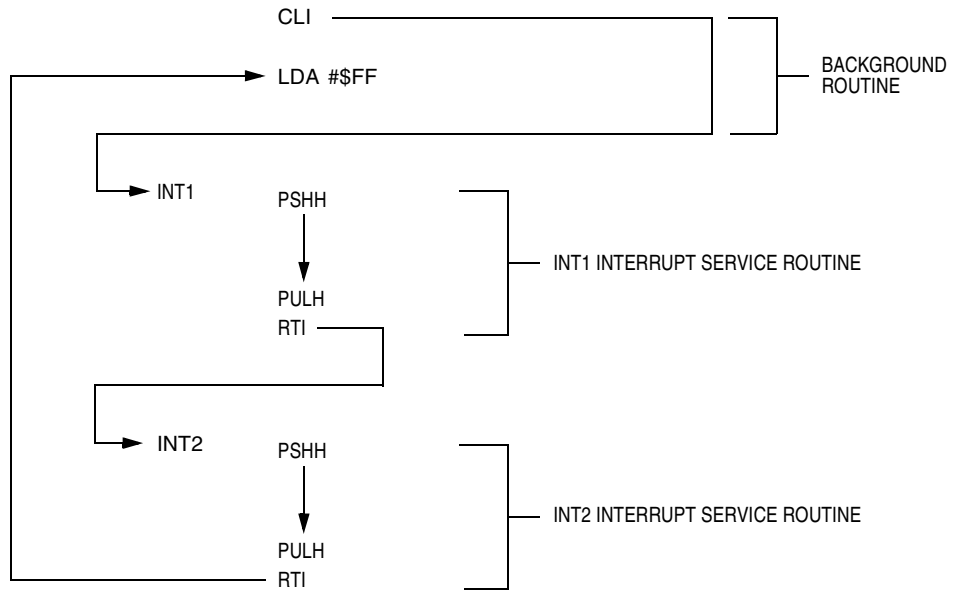 CLI
LDA #$FF
BACKGROUND
ROUTINE
INT1
PSHH
INT1 INTERRUPT SERVICE ROUTINE
PULH
RTI
INT2
PSHH
INT2 INTERRUPT SERVICE ROUTINE
PULH
RTI